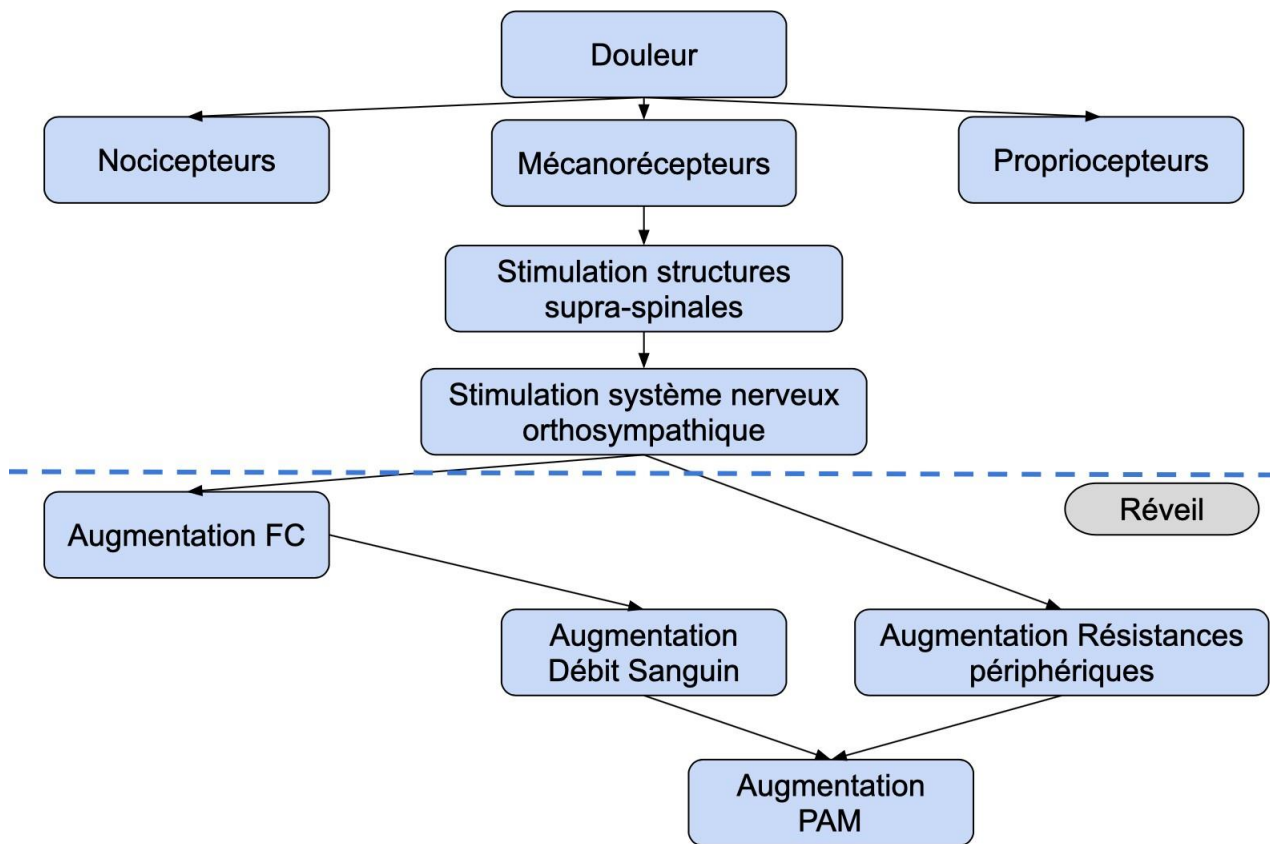 Douleur
Nocicepteurs
Mécanorécepteurs
Propriocepteurs
Stimulation structures
supra-spinales
Stimulation système nerveux
orthosympathique
Augmentation FC
Réveil
Augmentation
Débit Sanguin
Augmentation Résistances
périphériques
Augmentation
PAM